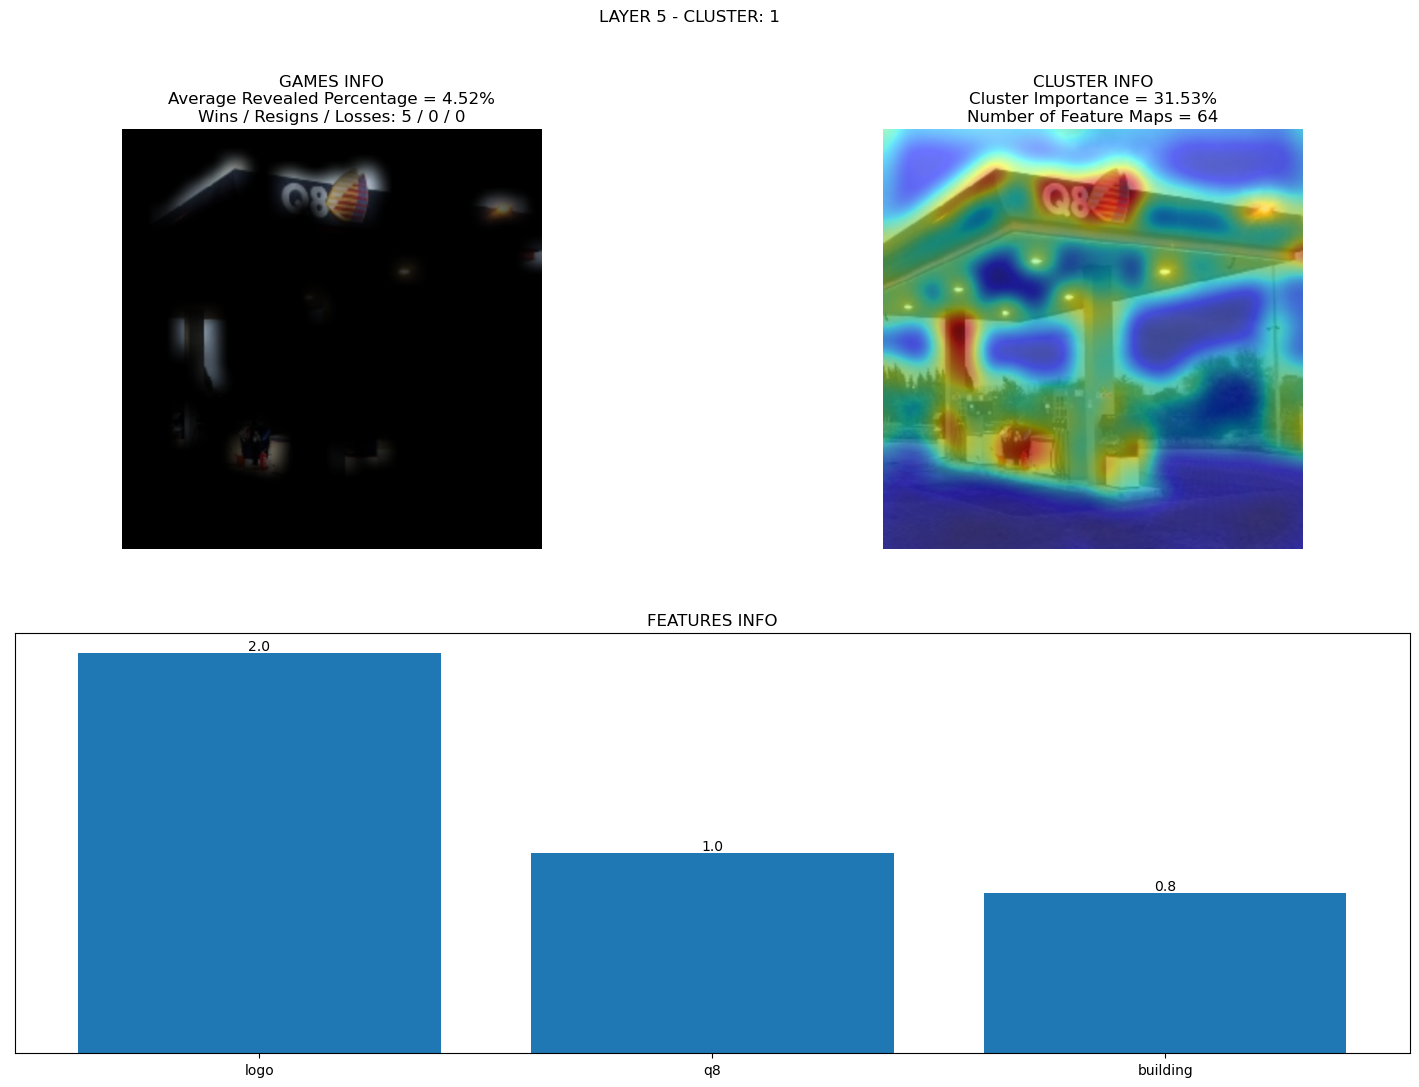 LAYER 5 - CLUSTER: 1
GAMES INFO
Average Revealed Percentage = 4.52%
Wins / Resigns / Losses: 5 / 0 / 0
Q8
CLUSTER INFO
Cluster Importance = 31.53%
Number of Feature Maps = 64
Q8
FEATURES INFO
2.0
1.0
0.8
logo
q8
building